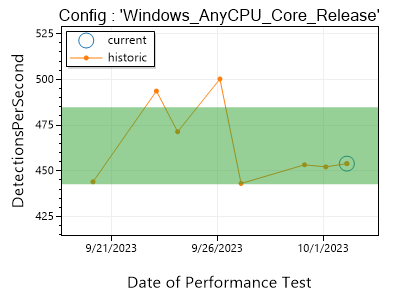 Config : 'Windows_AnyCPU_Core_Release'
current
historic
DetectionsPerSecond
525
500
475
450
425
9/21/2023
9/26/2023
10/1/2023
Date of Performance Test